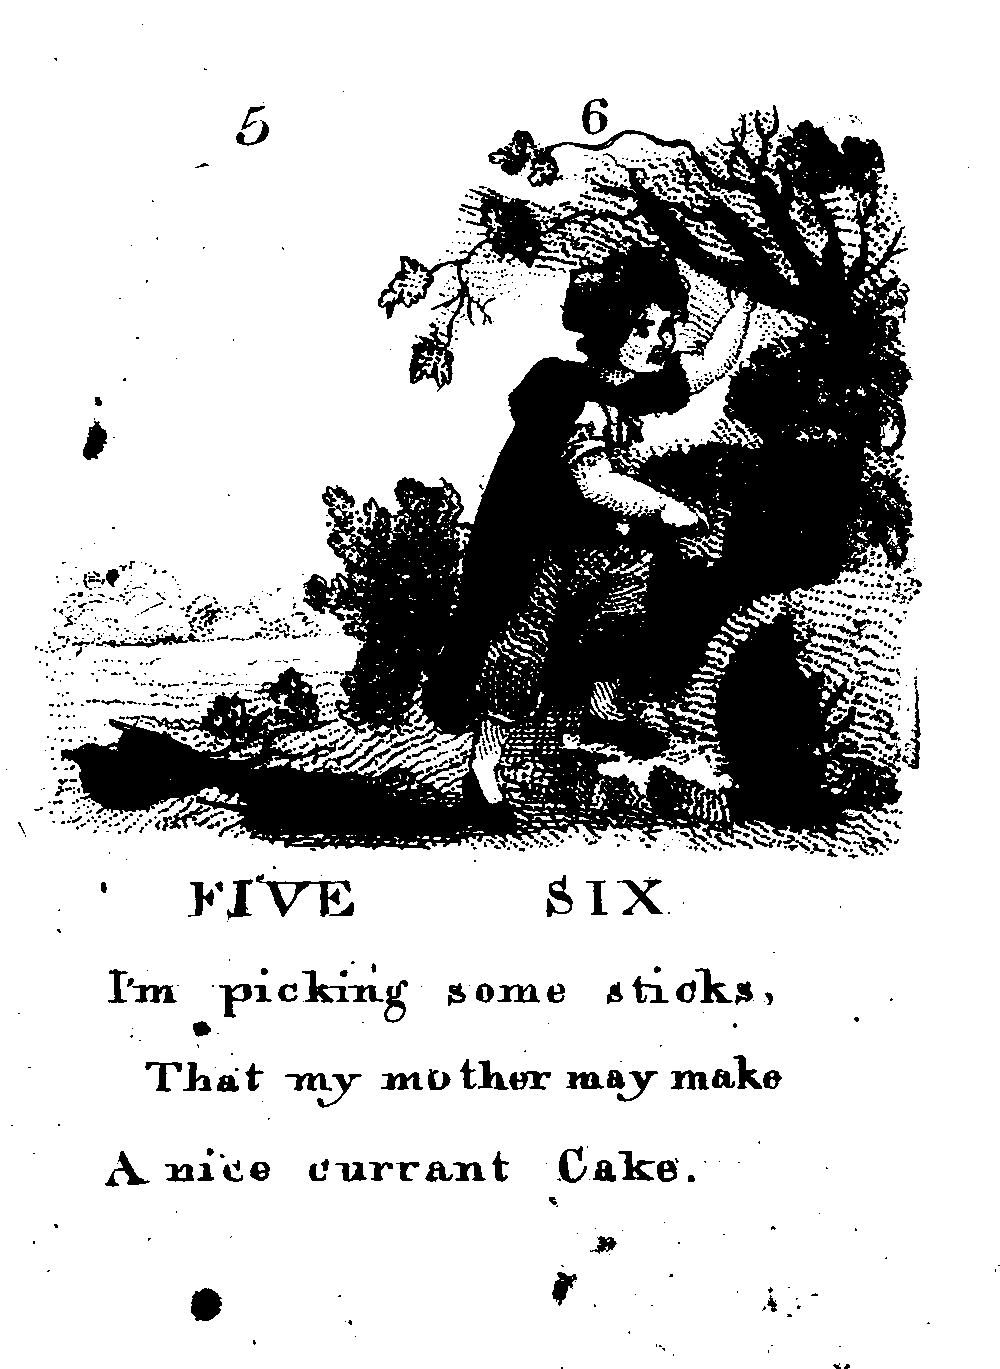 5 6
FIVE SIX
I'm picking some sticks,
That my mother may make
A nice currant Cake.